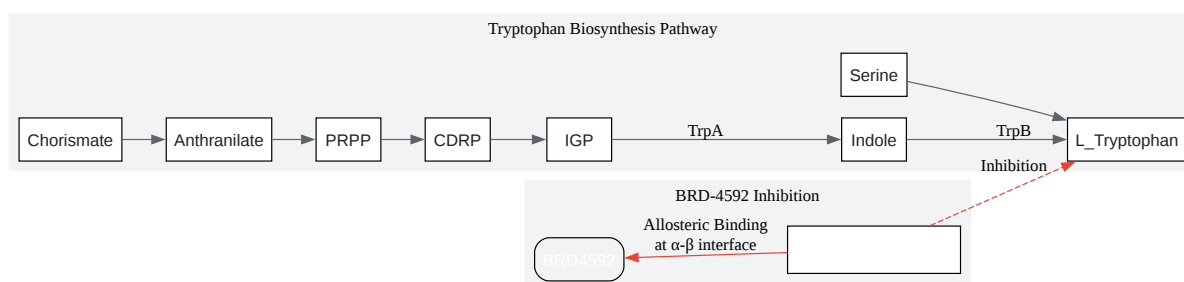 Tryptophan Biosynthesis Pathway
Serine
Chorismate
Anthranilate
PRPP
CDRP
IGP
TrpA
Indole
TrpB
L_Tryptophan
Inhibition
BRD-4592 Inhibition
Allosteric Binding
at α-β interface
BRD4592